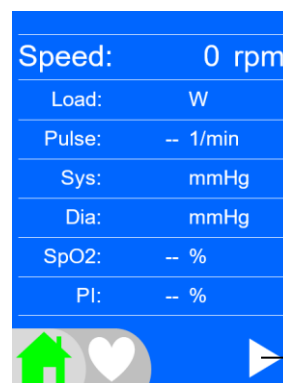 Speed: 0 rpm
Load: W
Pulse: -- 1/min
Sys: mmHg
Dia: mmHg
SpO2: -- %
PI: -- %